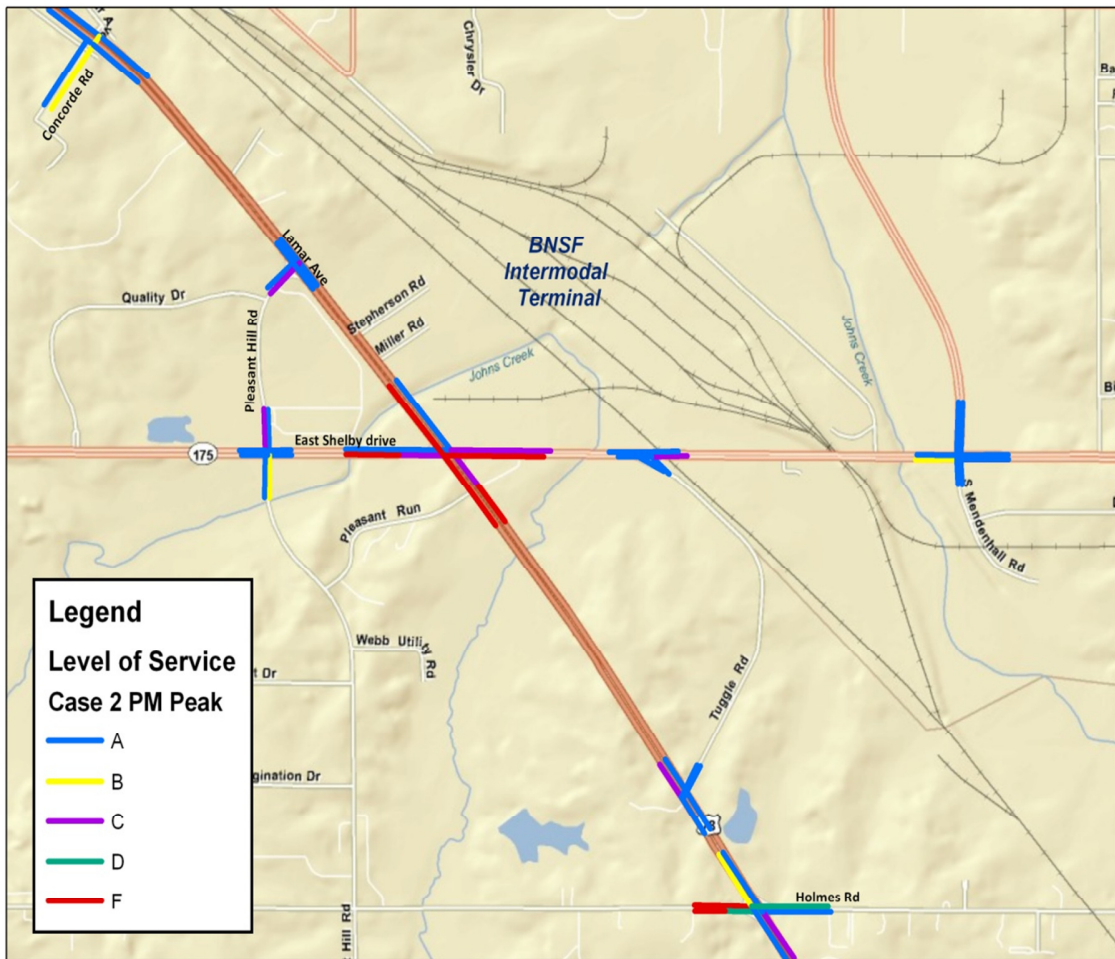 Concorde Rd
Chrysler Dr
Lamar Ave
BNSF
Intermodal
Terminal
Quality Dr
Stepherson Rd
Miller Rd
Pleasant Hill Rd
Johns Creek
Johns Creek
East Shelby drive
175
Pleasant Run
S Mendenhall Rd
Webb Utility Rd
Tuggle Rd
Holmes Rd
Hill Rd
Legend
Level of Service
Case 2 PM Peak
A
B
C
D
F